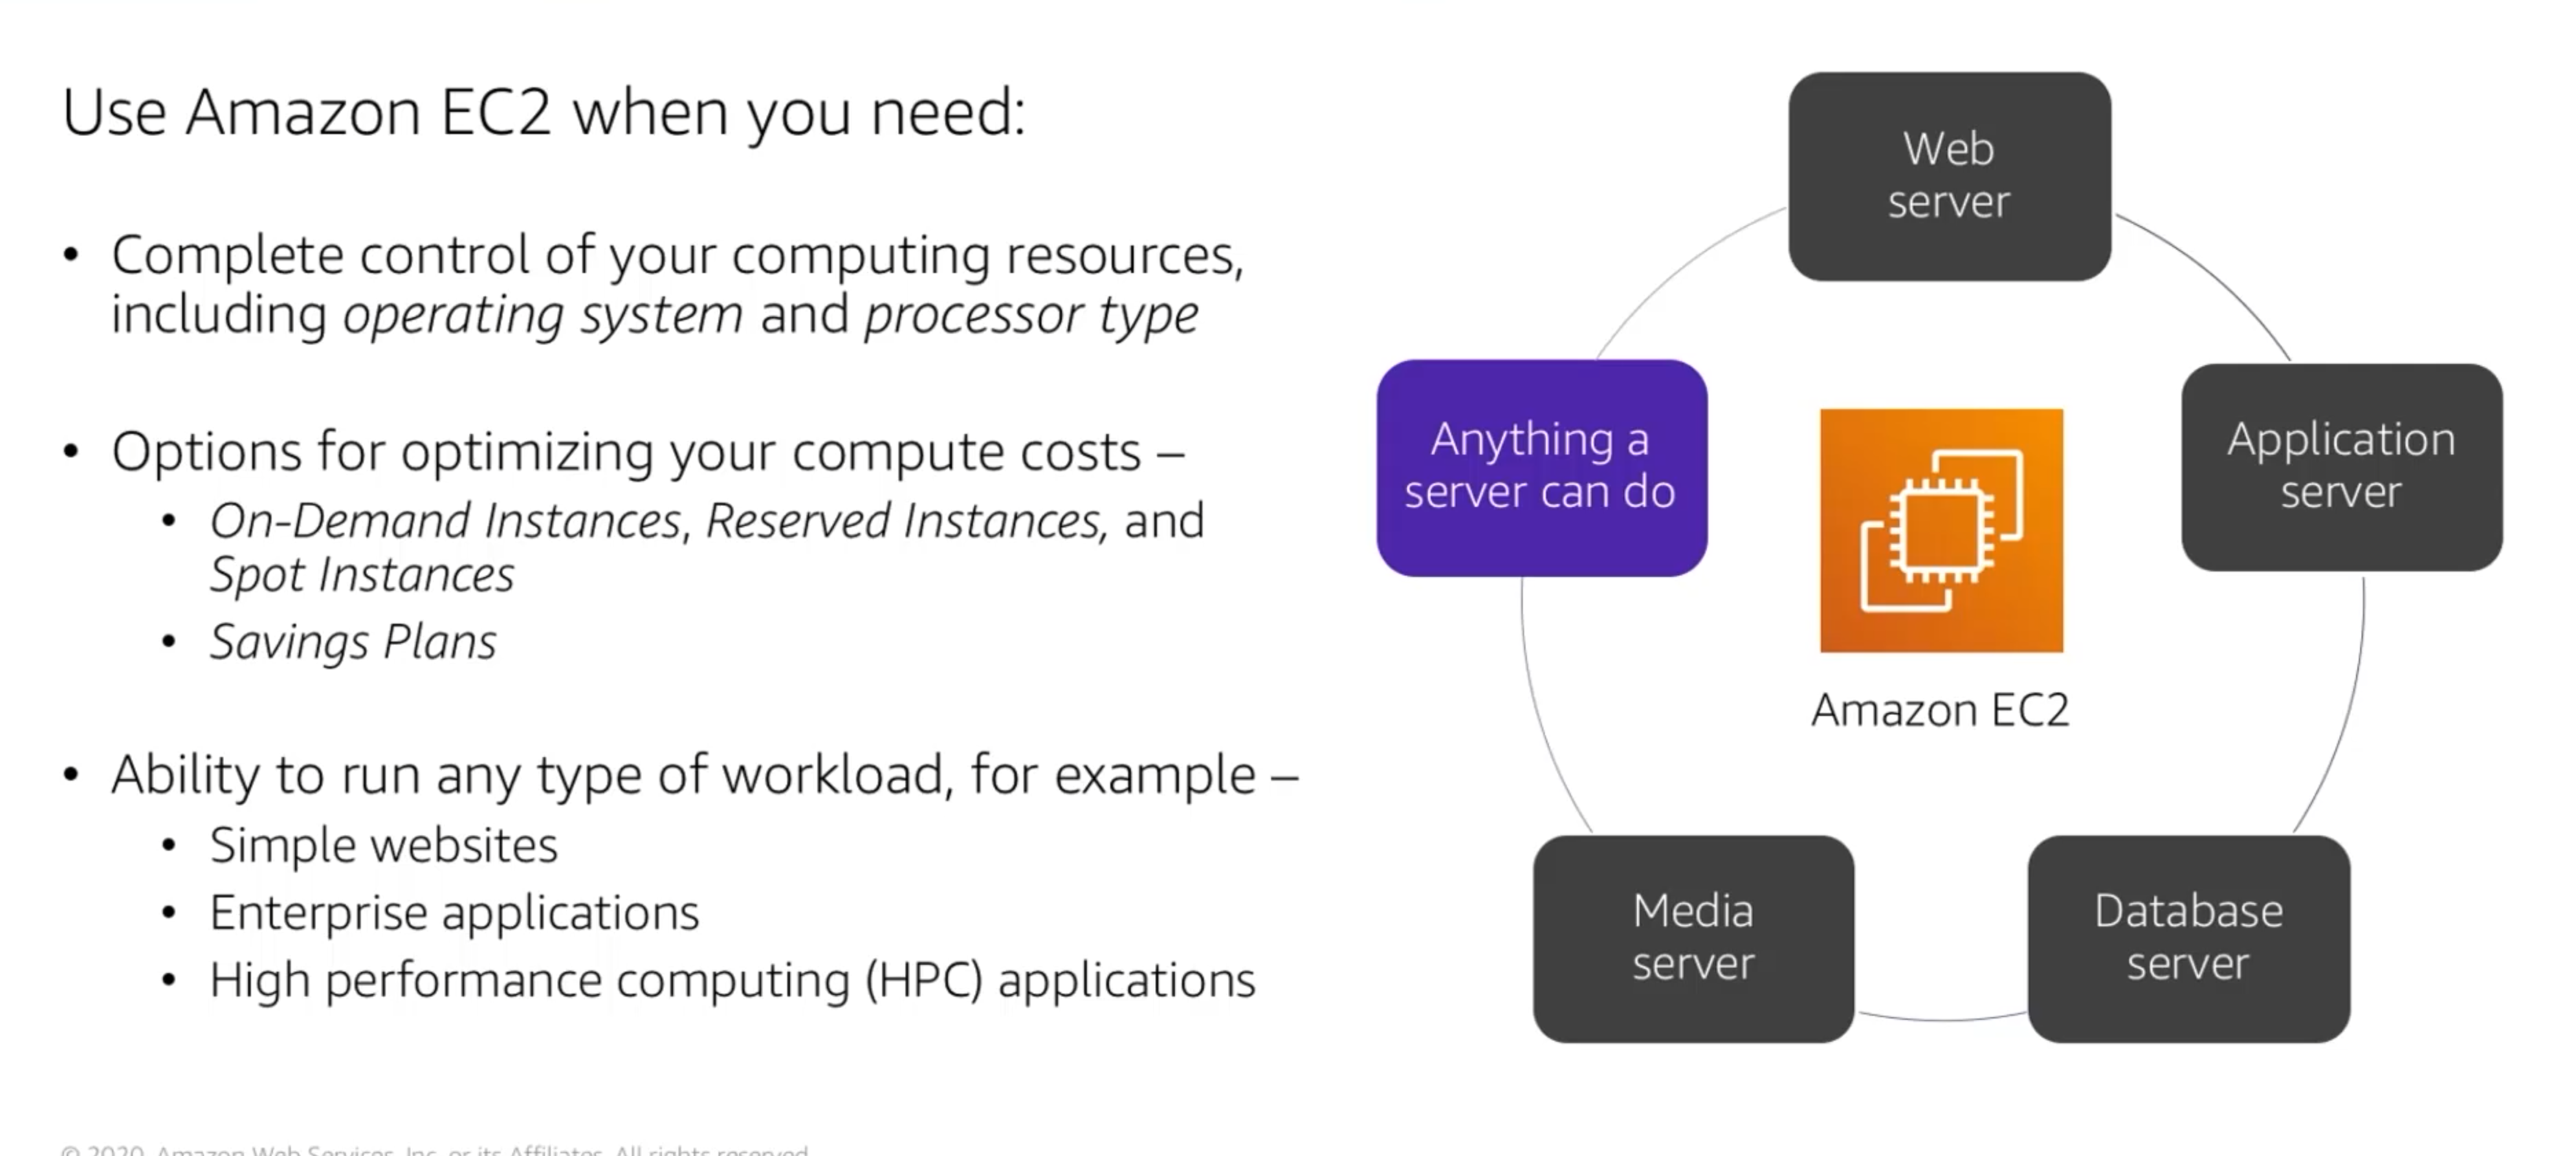 Use Amazon EC2 when you need:
• Complete control of your computing resources,
including operating system and processor type
• Options for optimizing your compute costs –
• On-Demand Instances, Reserved Instances, and
Spot Instances
• Savings Plans
• Ability to run any type of workload, for example –
• Simple websites
• Enterprise applications
• High performance computing (HPC) applications
Web
server
Application
server
Database
server
Media
server
Anything a
server can do
Amazon EC2
© 2020, Amazon Web Services, Inc. or its Affiliates. All rights reserved.